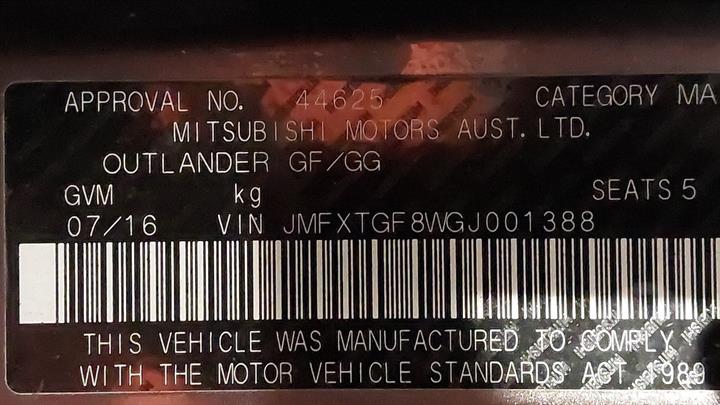 APPROVAL NO. 44625 CATEGORY MA
MITSUBISHI MOTORS AUST. LTD.
OUTLANDER GF/GG
GVM kg SEATS 5
07/16 VIN JMFXTGF8WGJ001388
THIS VEHICLE WAS MANUFACTURED TO COMPLY
WITH THE MOTOR VEHICLE STANDARDS ACT 1989